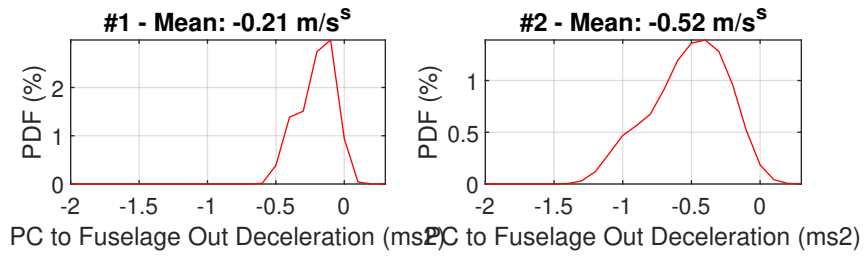 #1 - Mean: -0.21 m/s^s
PDF (%)
2
1
0
-2 -1.5 -1 -0.5 0
PC to Fuselage Out Deceleration (ms2)
#2 - Mean: -0.52 m/s^s
PDF (%)
1
0.5
0
-2 -1.5 -1 -0.5 0
PC to Fuselage Out Deceleration (ms2)